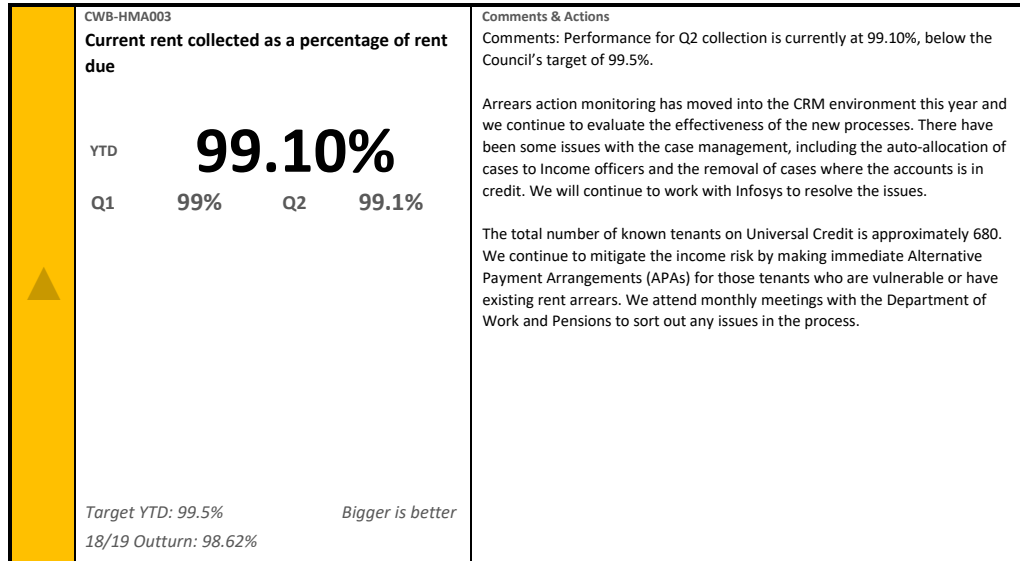 CWB-HMA003
Current rent collected as a percentage of rent
due
YTD 99.10%
Q1 99% Q2 99.1%
Target YTD: 99.5% Bigger is better
18/19 Outturn: 98.62%
Comments & Actions
Comments: Performance for Q2 collection is currently at 99.10%, below the
Council’s target of 99.5%.
Arrears action monitoring has moved into the CRM environment this year and
we continue to evaluate the effectiveness of the new processes. There have
been some issues with the case management, including the auto-allocation of
cases to Income officers and the removal of cases where the accounts is in
credit. We will continue to work with Infosys to resolve the issues.
The total number of known tenants on Universal Credit is approximately 680.
We continue to mitigate the income risk by making immediate Alternative
Payment Arrangements (APAs) for those tenants who are vulnerable or have
existing rent arrears. We attend monthly meetings with the Department of
Work and Pensions to sort out any issues in the process.